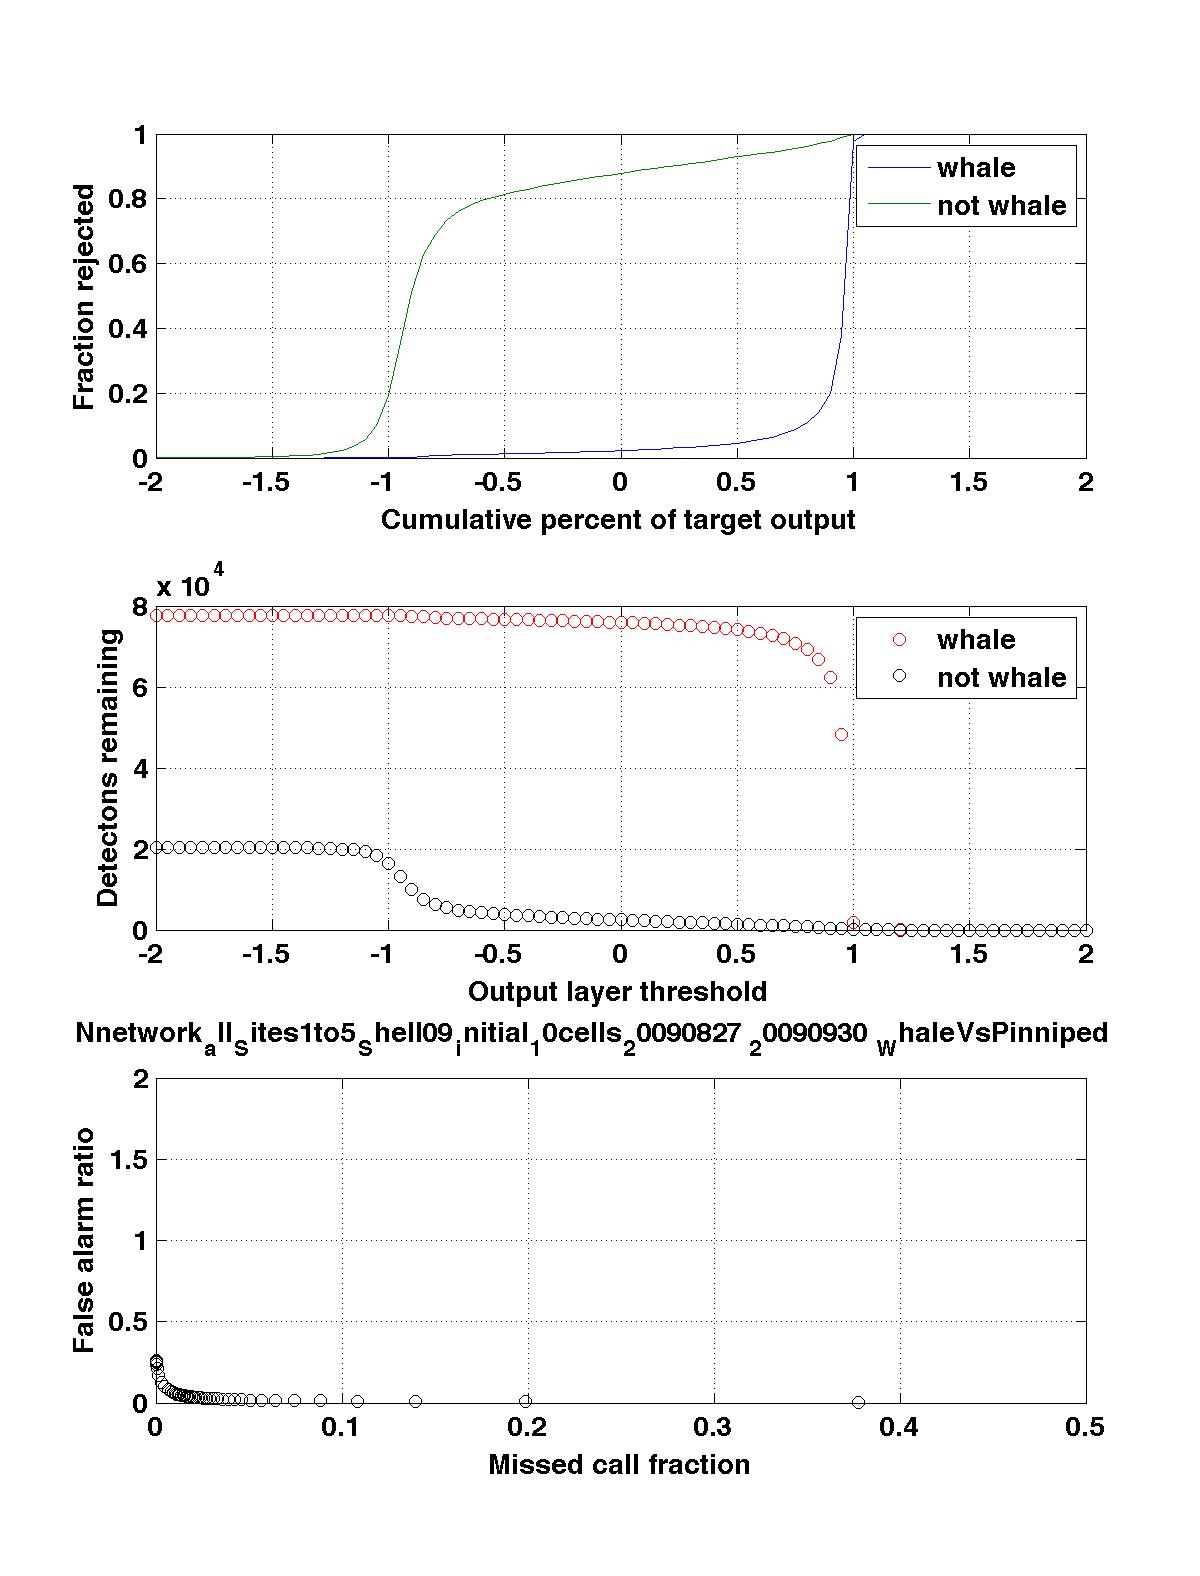 1
0.8
0.6
0.4
0.2
0
Fraction rejected
whale
not whale
-2 -1.5 -1 -0.5 0 0.5 1 1.5 2
Cumulative percent of target output
x 10^4
8
6
4
2
0
Detectons remaining
whale
not whale
-2 -1.5 -1 -0.5 0 0.5 1 1.5 2
Output layer threshold
Nnetwork_allSites1to5Shell09initial10cells20090827 20090930 WhaleVsPinniped
2
1.5
1
0.5
0
False alarm ratio
0 0.1 0.2 0.3 0.4 0.5
Missed call fraction